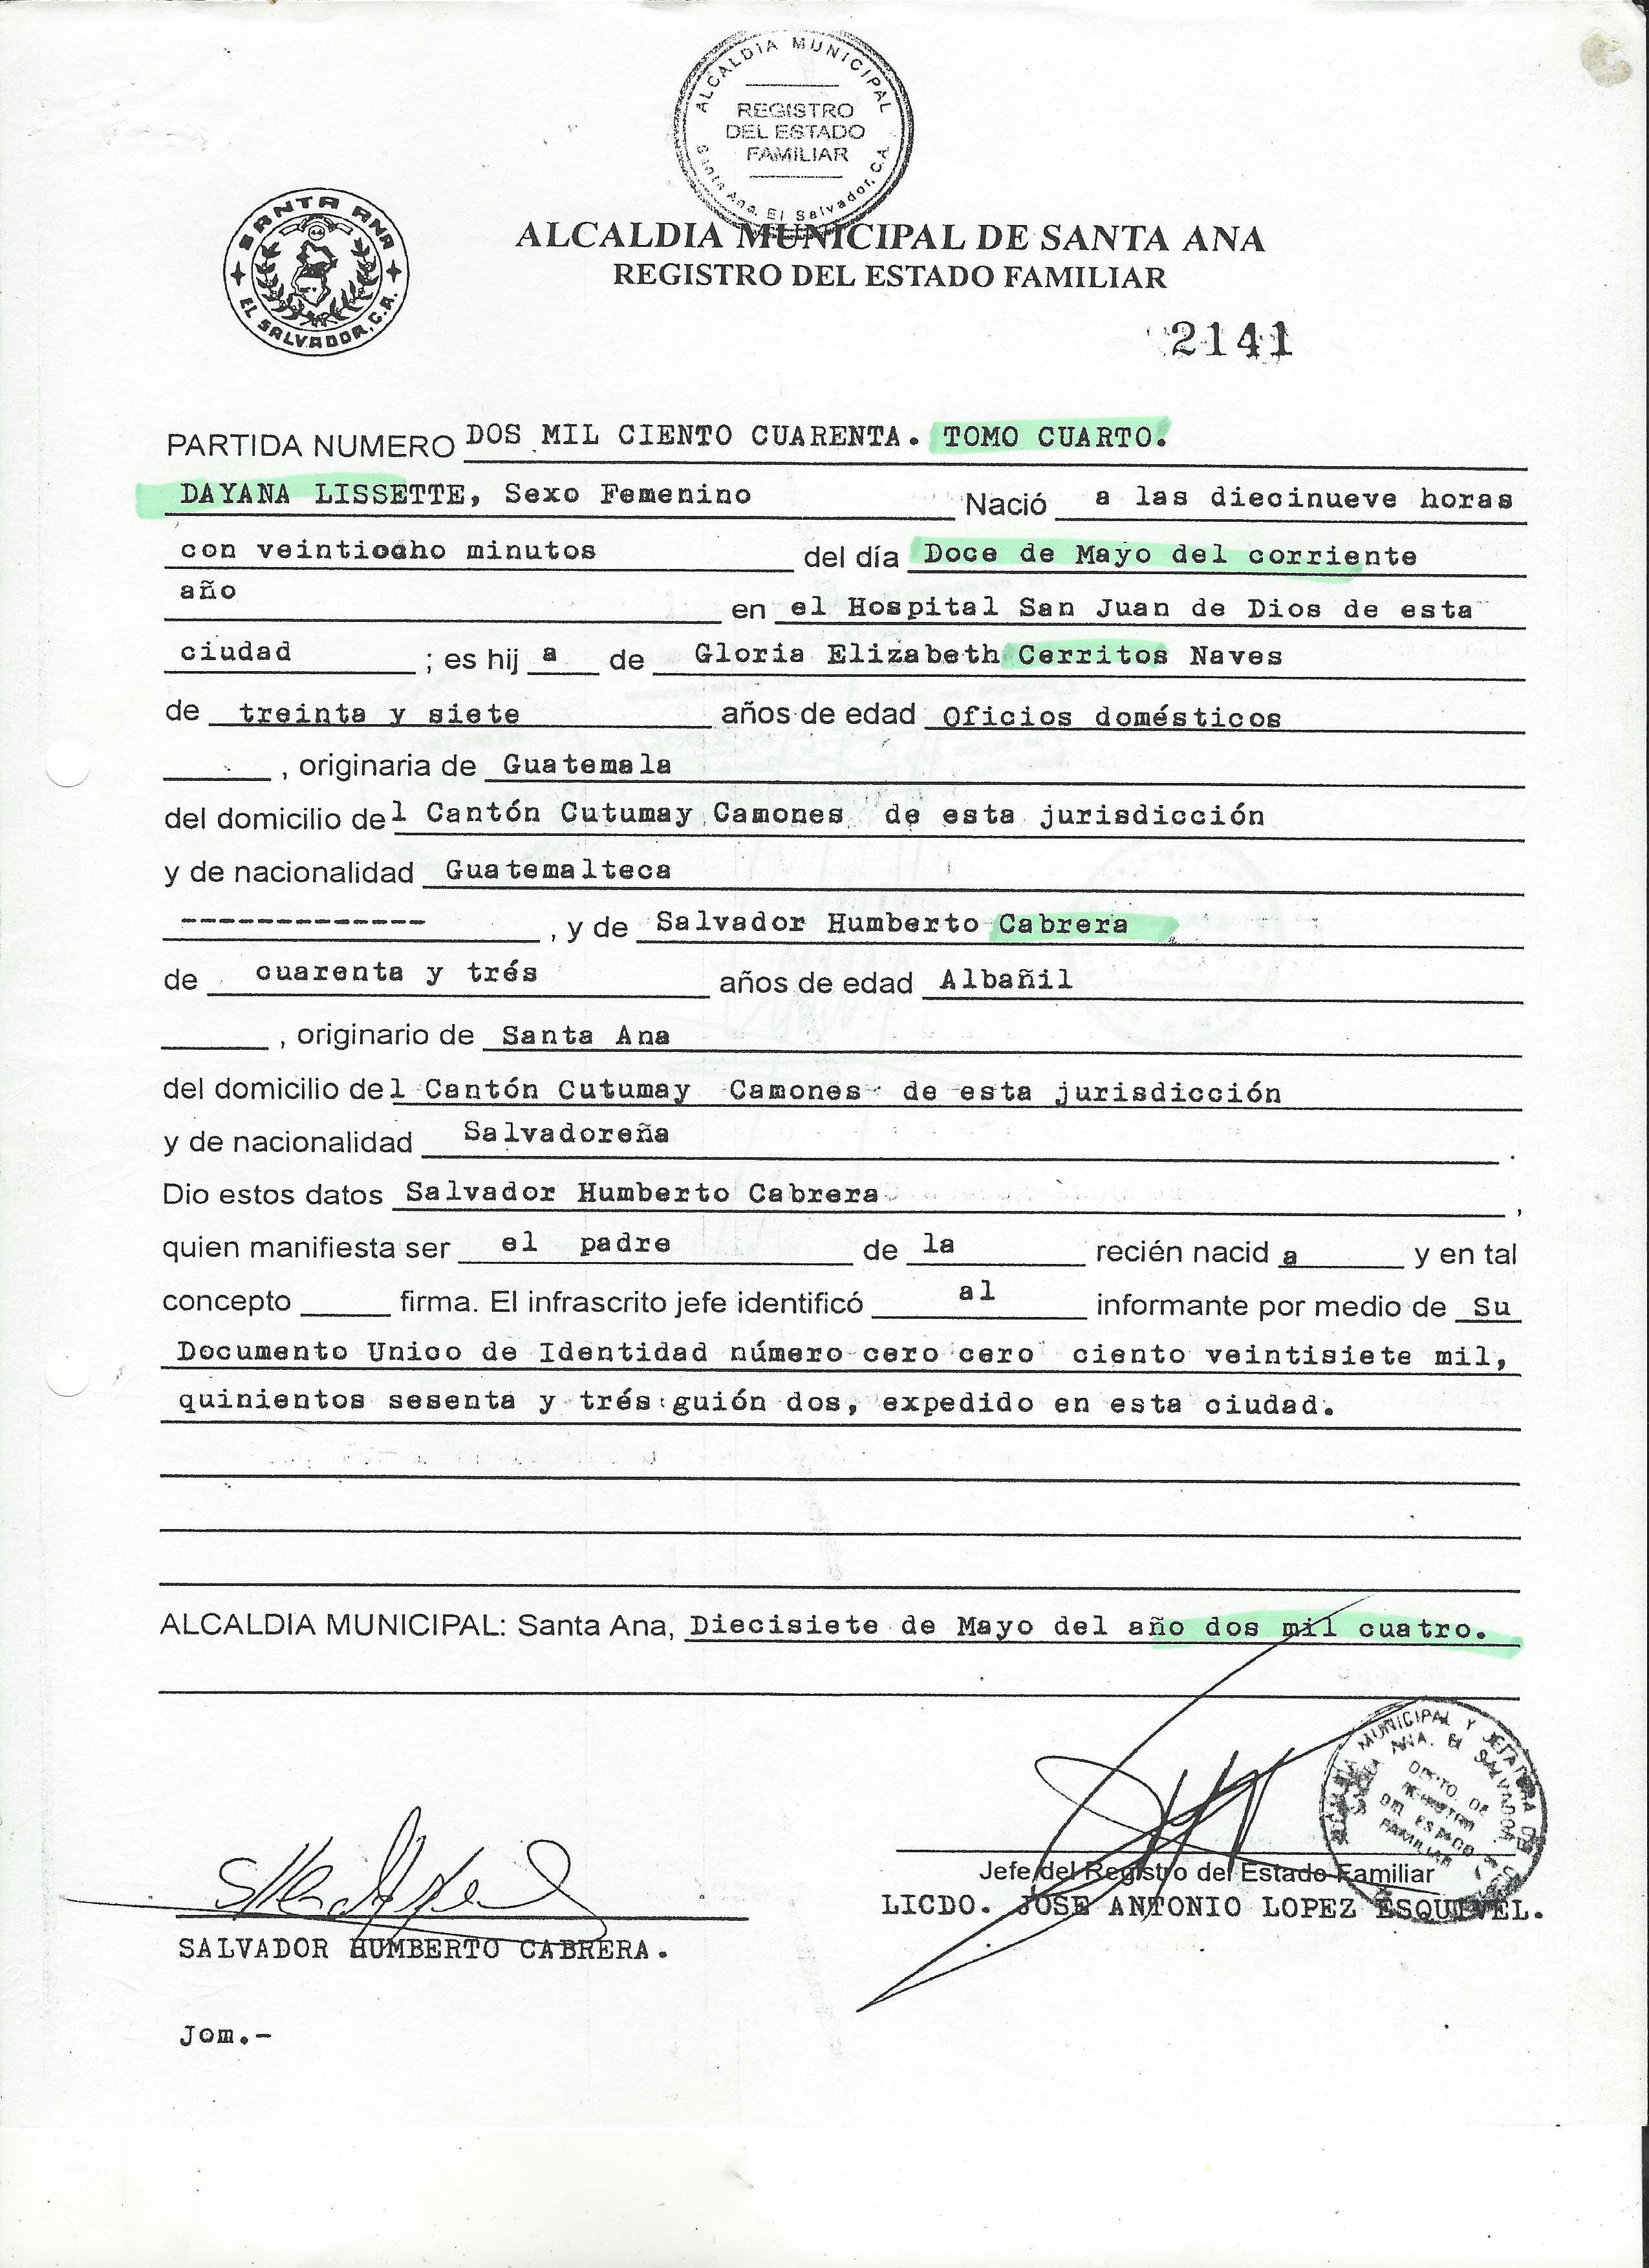 ALCALDIA MUNICIPAL
REGISTRO
DEL ESTADO
FAMILIAR
Santa Ana, El Salvador, C.A.
SANTA ANA
EL SALVADOR, C.A.
ALCALDIA MUNICIPAL DE SANTA ANA
REGISTRO DEL ESTADO FAMILIAR
2141
PARTIDA NUMERO DOS MIL CIENTO CUARENTA. TOMO CUARTO.
DAYANA LISSETTE, Sexo Femenino Nació a las diecinueve horas
con veintiocho minutos del día Doce de Mayo del corriente
año en el Hospital San Juan de Dios de esta
ciudad ; es hij a de Gloria Elizabeth Cerritos Naves
de treinta y siete años de edad Oficios domésticos
, originaria de Guatemala
del domicilio del Cantón Cutumay Camones de esta jurisdicción
y de nacionalidad Guatemalteca
-------------, y de Salvador Humberto Cabrera
de cuarenta y trés años de edad Albañil
, originario de Santa Ana
del domicilio del Cantón Cutumay Camones de esta jurisdicción
y de nacionalidad Salvadoreña .
Dio estos datos Salvador Humberto Cabrera ,
quien manifiesta ser el padre de la recién nacid a y en tal
concepto firma. El infrascrito jefe identificó al informante por medio de Su
Documento Unico de Identidad número cero cero ciento veintisiete mil,
quinientos sesenta y trés guión dos, expedido en esta ciudad.
ALCALDIA MUNICIPAL: Santa Ana, Diecisiete de Mayo del año dos mil cuatro.
MUNICIPAL Y JEFATURA DE
SANTA ANA, EL SALVADOR
DEPTO. DE
REGISTRO
DEL ESTADO
FAMILIAR
Jefe del Registro del Estado Familiar
LICDO. JOSE ANTONIO LOPEZ ESQUIVEL.
SALVADOR HUMBERTO CABRERA.
Jom.-